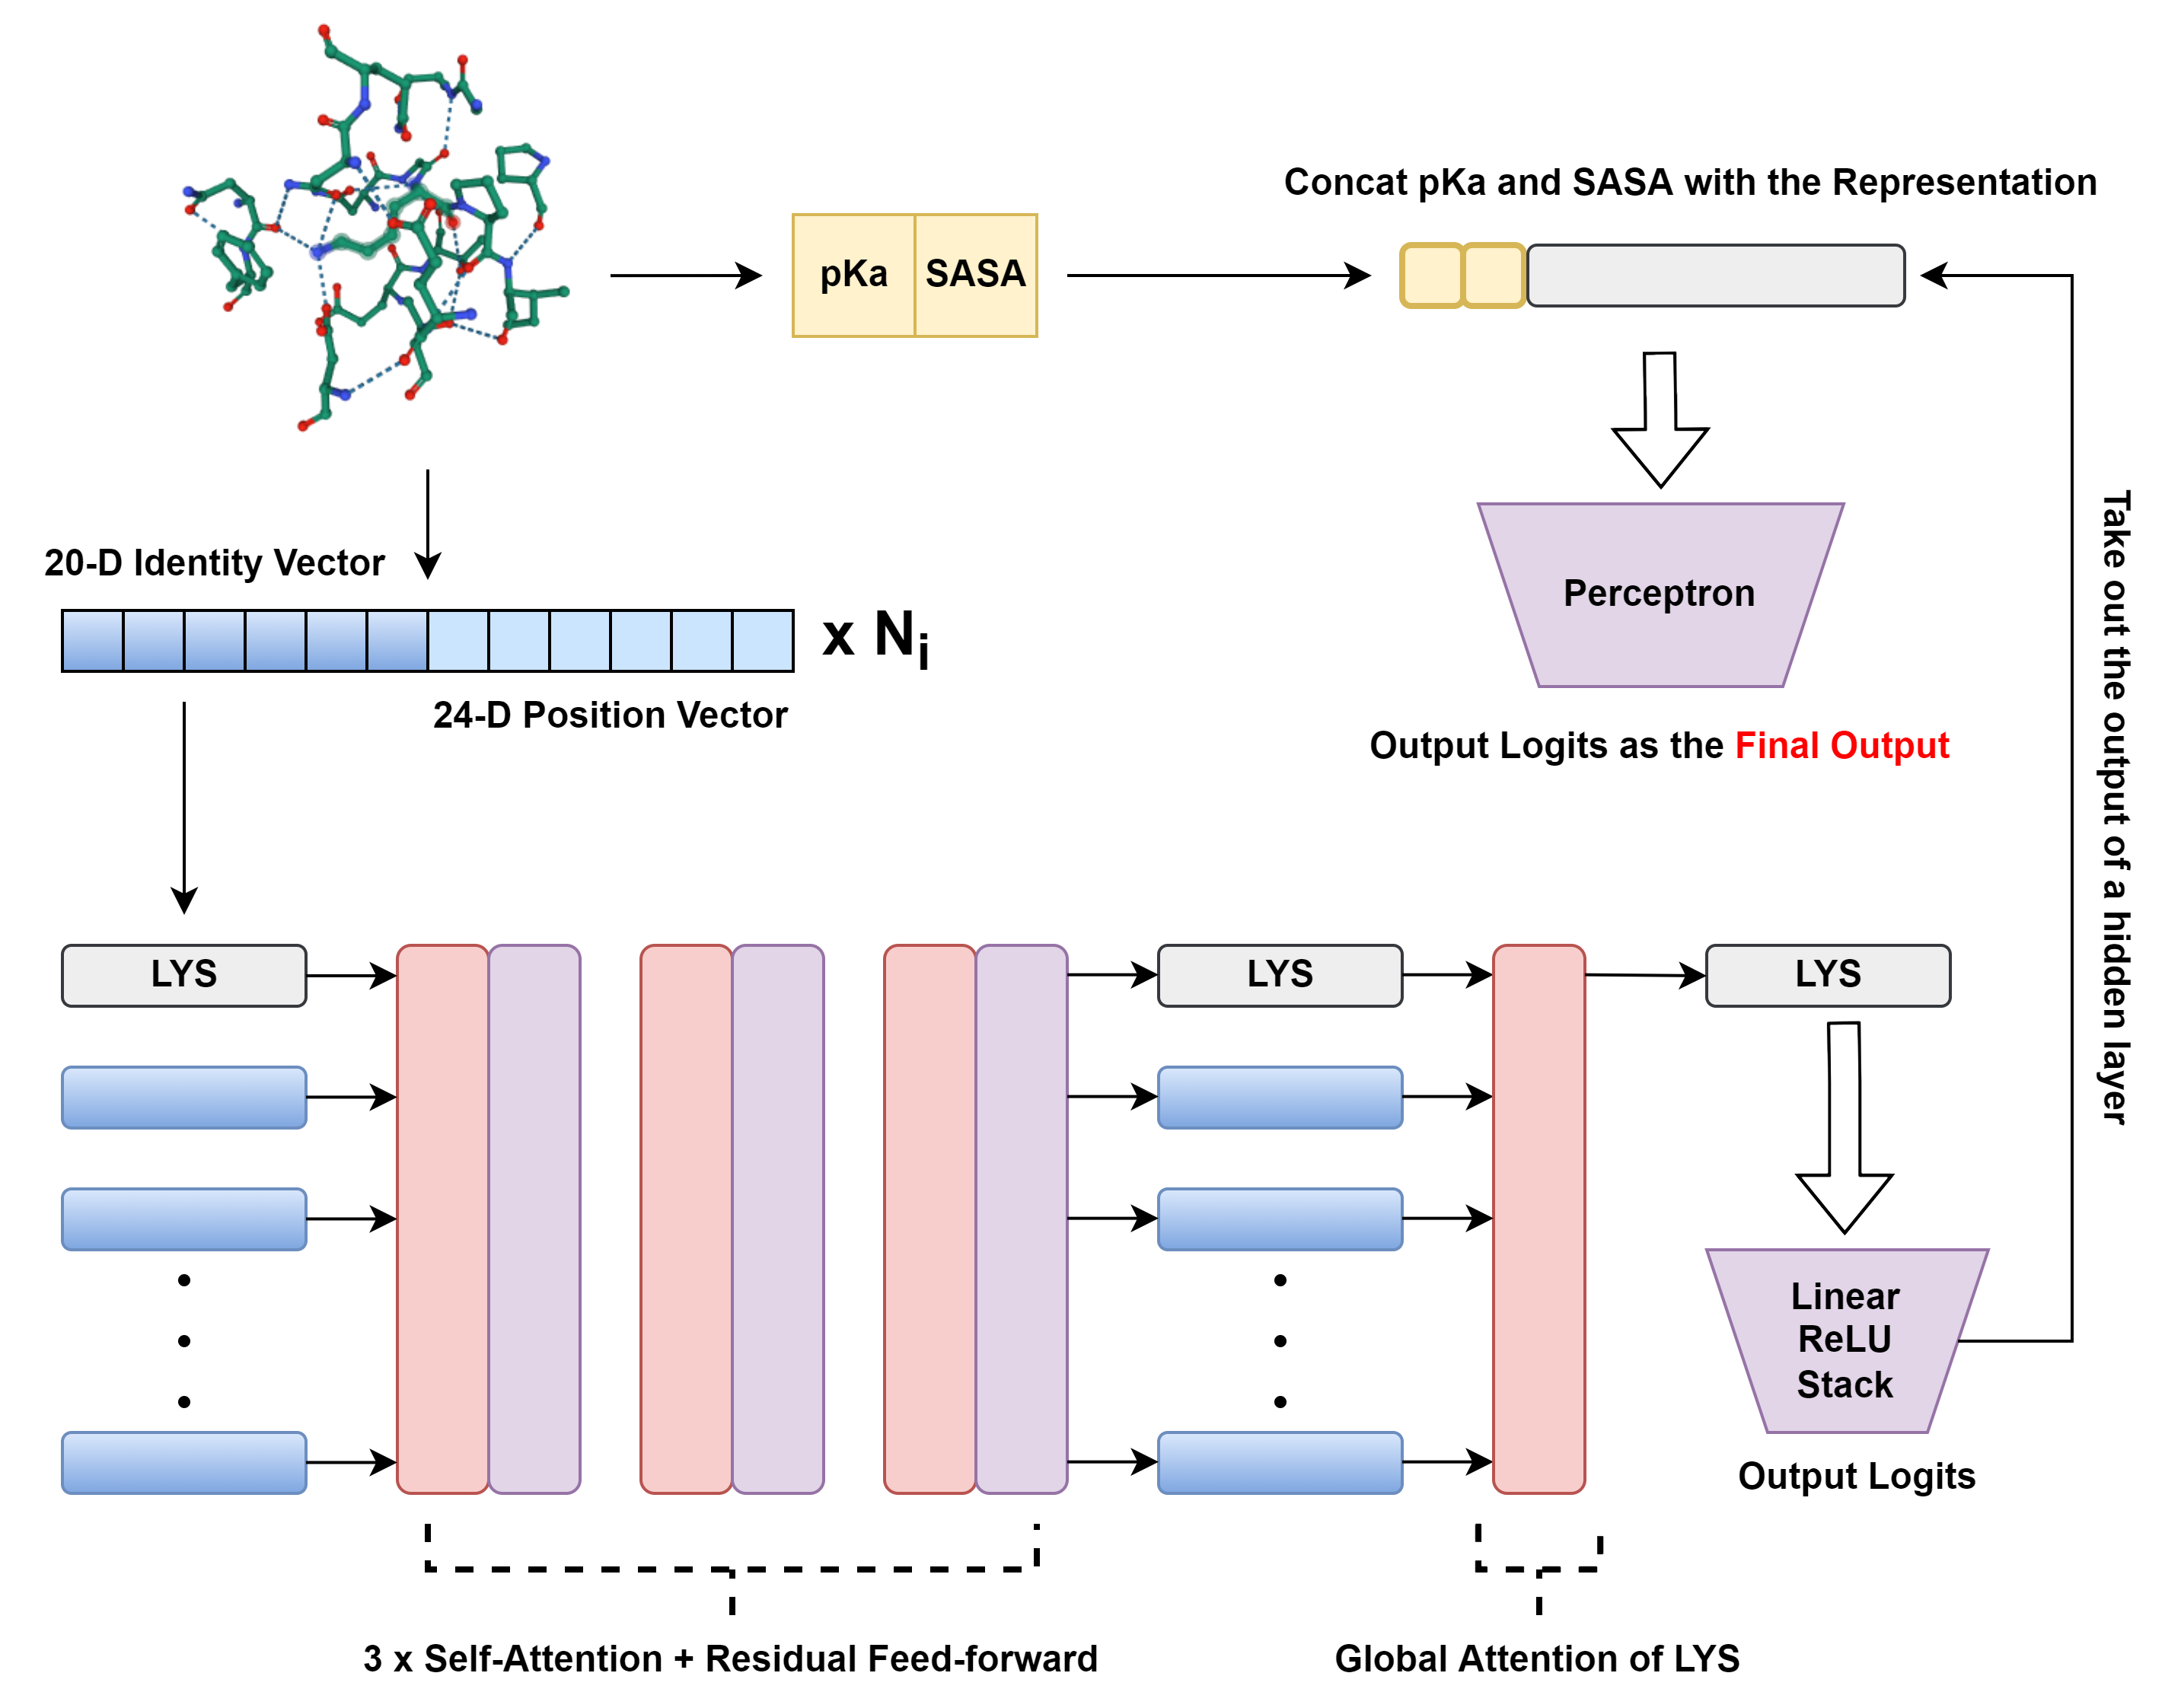 Concat pKa and SASA with the Representation
pKa
SASA
20-D Identity Vector
x Ni
24-D Position Vector
Perceptron
Output Logits as the Final Output
Take out the output of a hidden layer
LYS
LYS
LYS
Linear
ReLU
Stack
Output Logits
3 x Self-Attention + Residual Feed-forward
Global Attention of LYS